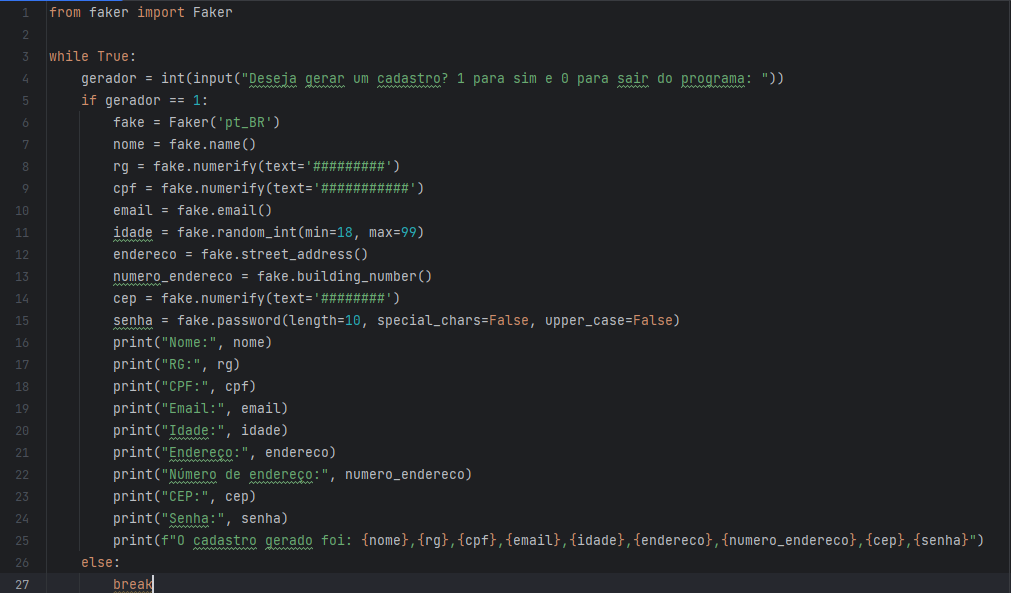 1 from faker import Faker
2
3 while True:
4     gerador = int(input("Deseja gerar um cadastro? 1 para sim e 0 para sair do programa: "))
5     if gerador == 1:
6         fake = Faker('pt_BR')
7         nome = fake.name()
8         rg = fake.numerify(text='#########')
9         cpf = fake.numerify(text='###########')
10         email = fake.email()
11         idade = fake.random_int(min=18, max=99)
12         endereco = fake.street_address()
13         numero_endereco = fake.building_number()
14         cep = fake.numerify(text='########')
15         senha = fake.password(length=10, special_chars=False, upper_case=False)
16         print("Nome:", nome)
17         print("RG:", rg)
18         print("CPF:", cpf)
19         print("Email:", email)
20         print("Idade:", idade)
21         print("Endereço:", endereco)
22         print("Número de endereço:", numero_endereco)
23         print("CEP:", cep)
24         print("Senha:", senha)
25         print(f"O cadastro gerado foi: {nome},{rg},{cpf},{email},{idade},{endereco},{numero_endereco},{cep},{senha}")
26     else:
27         break